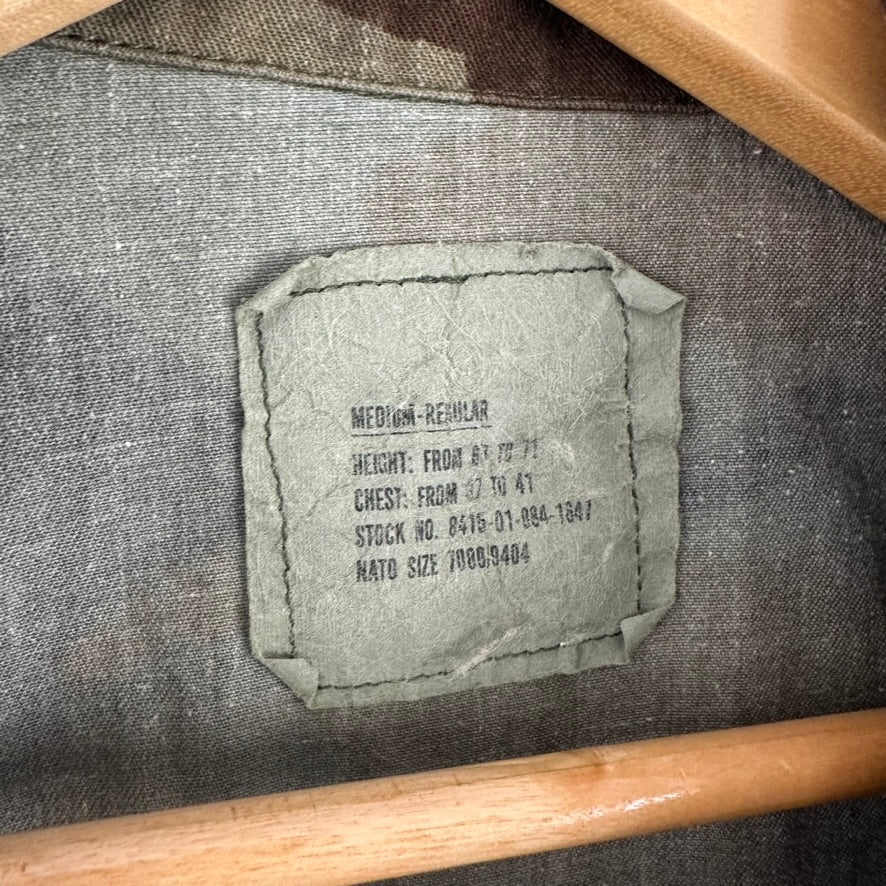 MEDIUM-REGULAR
HEIGHT: FROM 67 TO 71
CHEST: FROM 37 TO 41
STOCK NO. 8415-01-084-1647
NATO SIZE 7080/9404